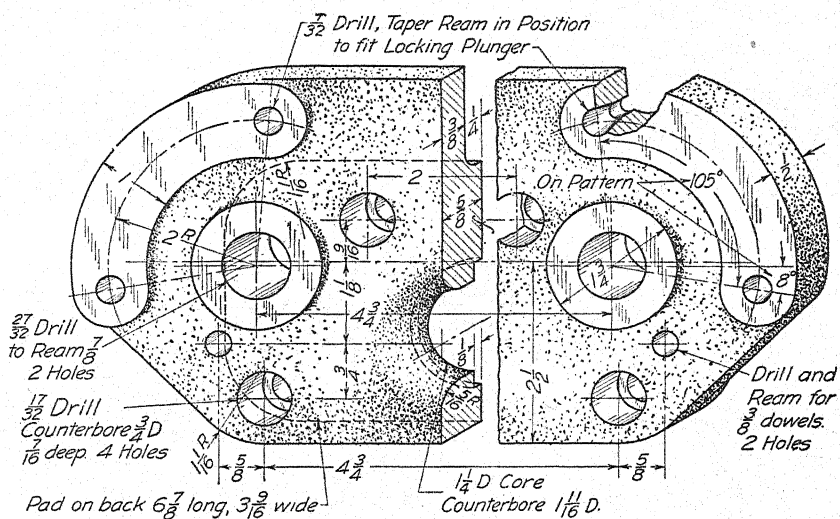 7/32 Drill, Taper Ream in Position
to fit Locking Plunger
3/8
1/4
2
1 1/16 R
On Pattern
105°
1/2
1
2 R
5/8
9/16
1 1/8
1 3/4
8°
4 3/4
27/32 Drill
to Ream 7/8
2 Holes
1/8
3/4
2 1/2
Drill and
Ream for
3/8 dowels.
2 Holes
17/32 Drill
Counterbore 3/4 D
7/16 deep. 4 Holes
1 1/16 R
5/8
4 3/4
5/8
1 1/4 D Core
Counterbore 1 11/16 D.
Pad on back 6 7/8 long, 3 9/16 wide